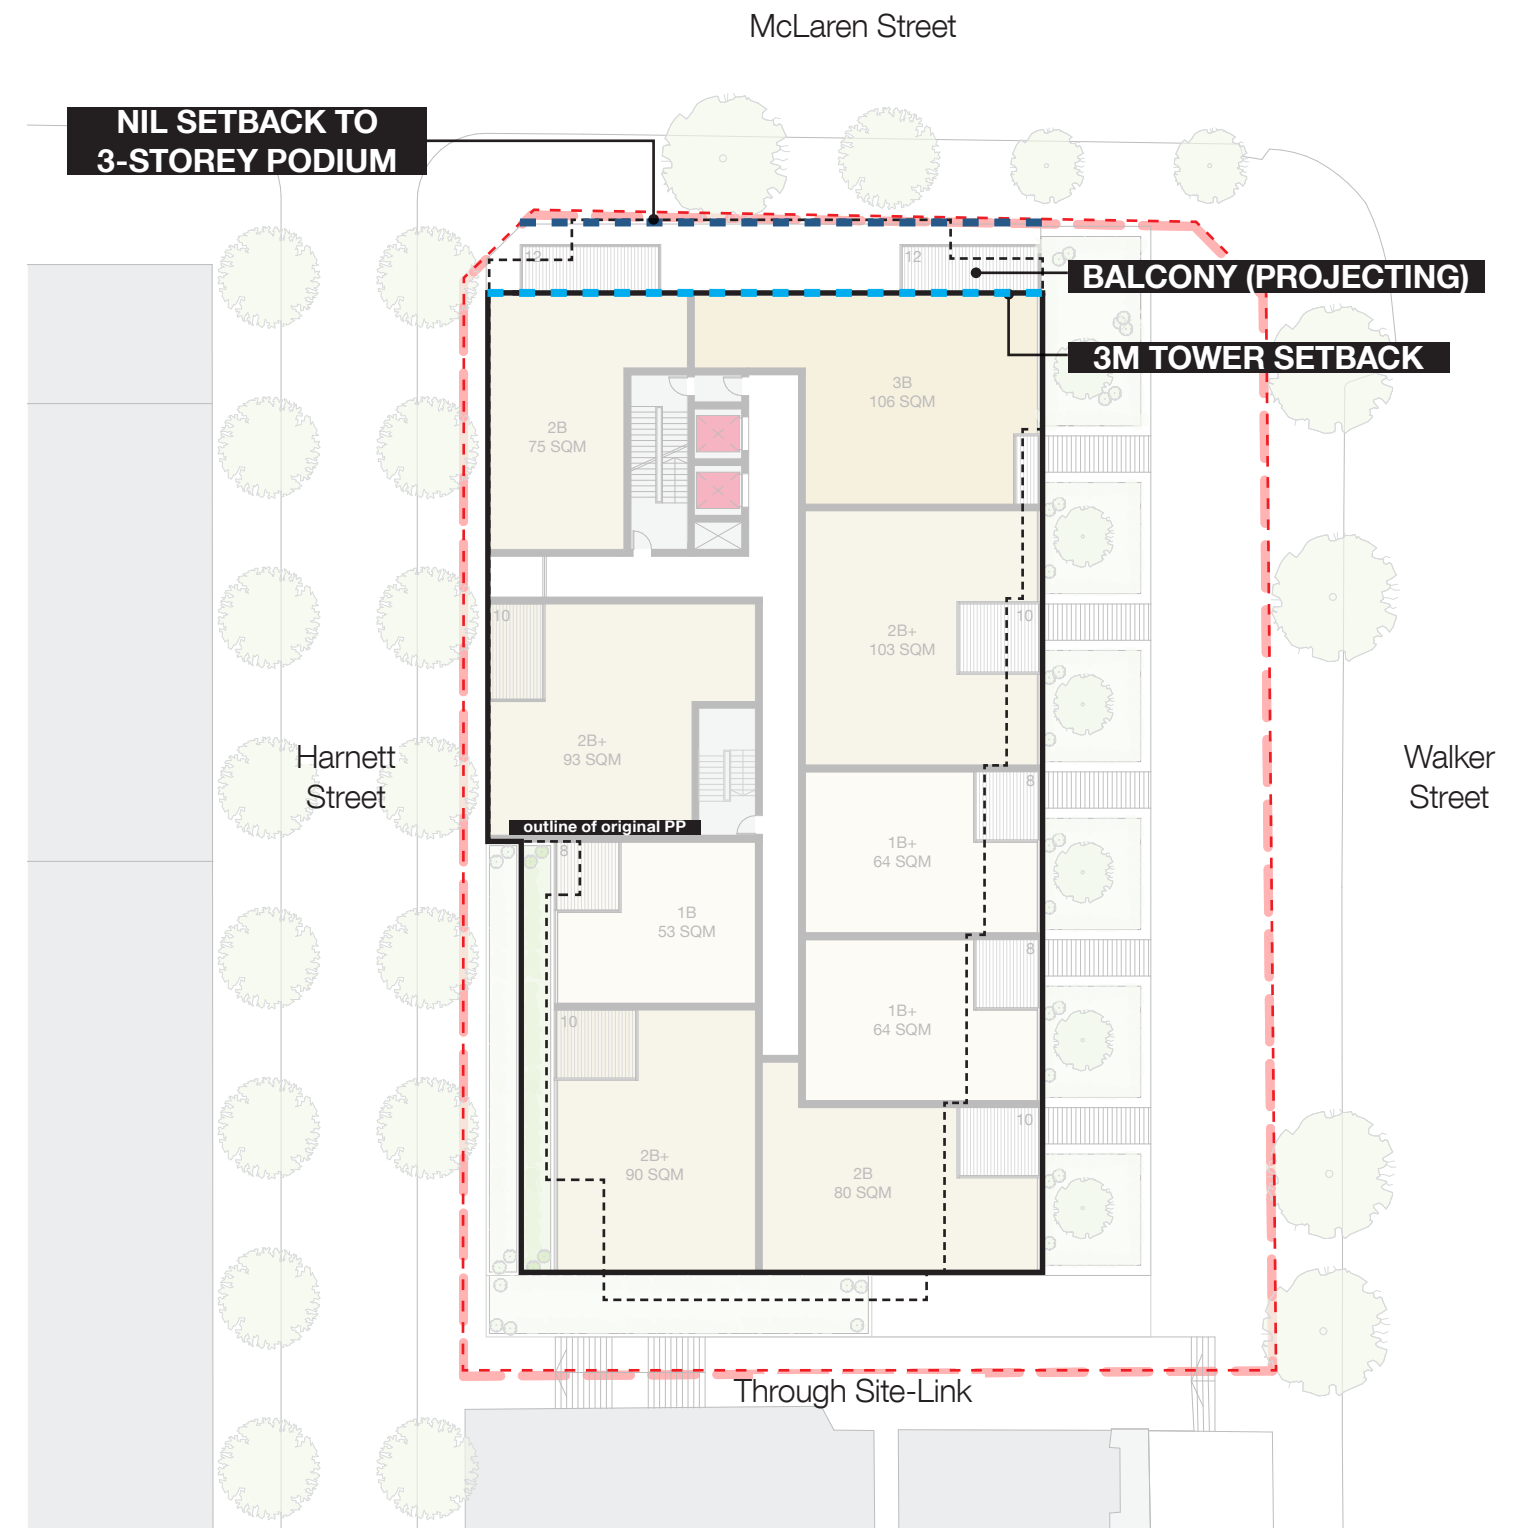 McLaren Street
NIL SETBACK TO
3-STOREY PODIUM
12
12
BALCONY (PROJECTING)
3M TOWER SETBACK
3B
106 SQM
2B
75 SQM
10
10
2B+
103 SQM
2B+
93 SQM
Harnett
Street
Walker
Street
8
outline of original PP
8
1B+
64 SQM
1B
53 SQM
8
10
1B+
64 SQM
10
2B+
90 SQM
2B
80 SQM
Through Site-Link